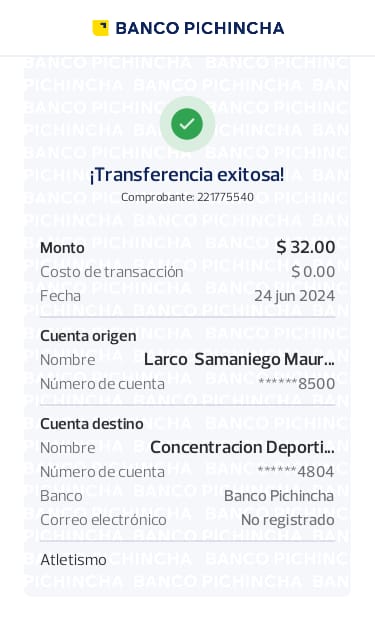 BANCO PICHINCHA
¡Transferencia exitosa!
Comprobante: 221775540
Monto $ 32.00
Costo de transacción $ 0.00
Fecha 24 jun 2024
Cuenta origen
Nombre Larco Samaniego Maur...
Número de cuenta ******8500
Cuenta destino
Nombre Concentracion Deporti...
Número de cuenta ******4804
Banco Banco Pichincha
Correo electrónico No registrado
Atletismo